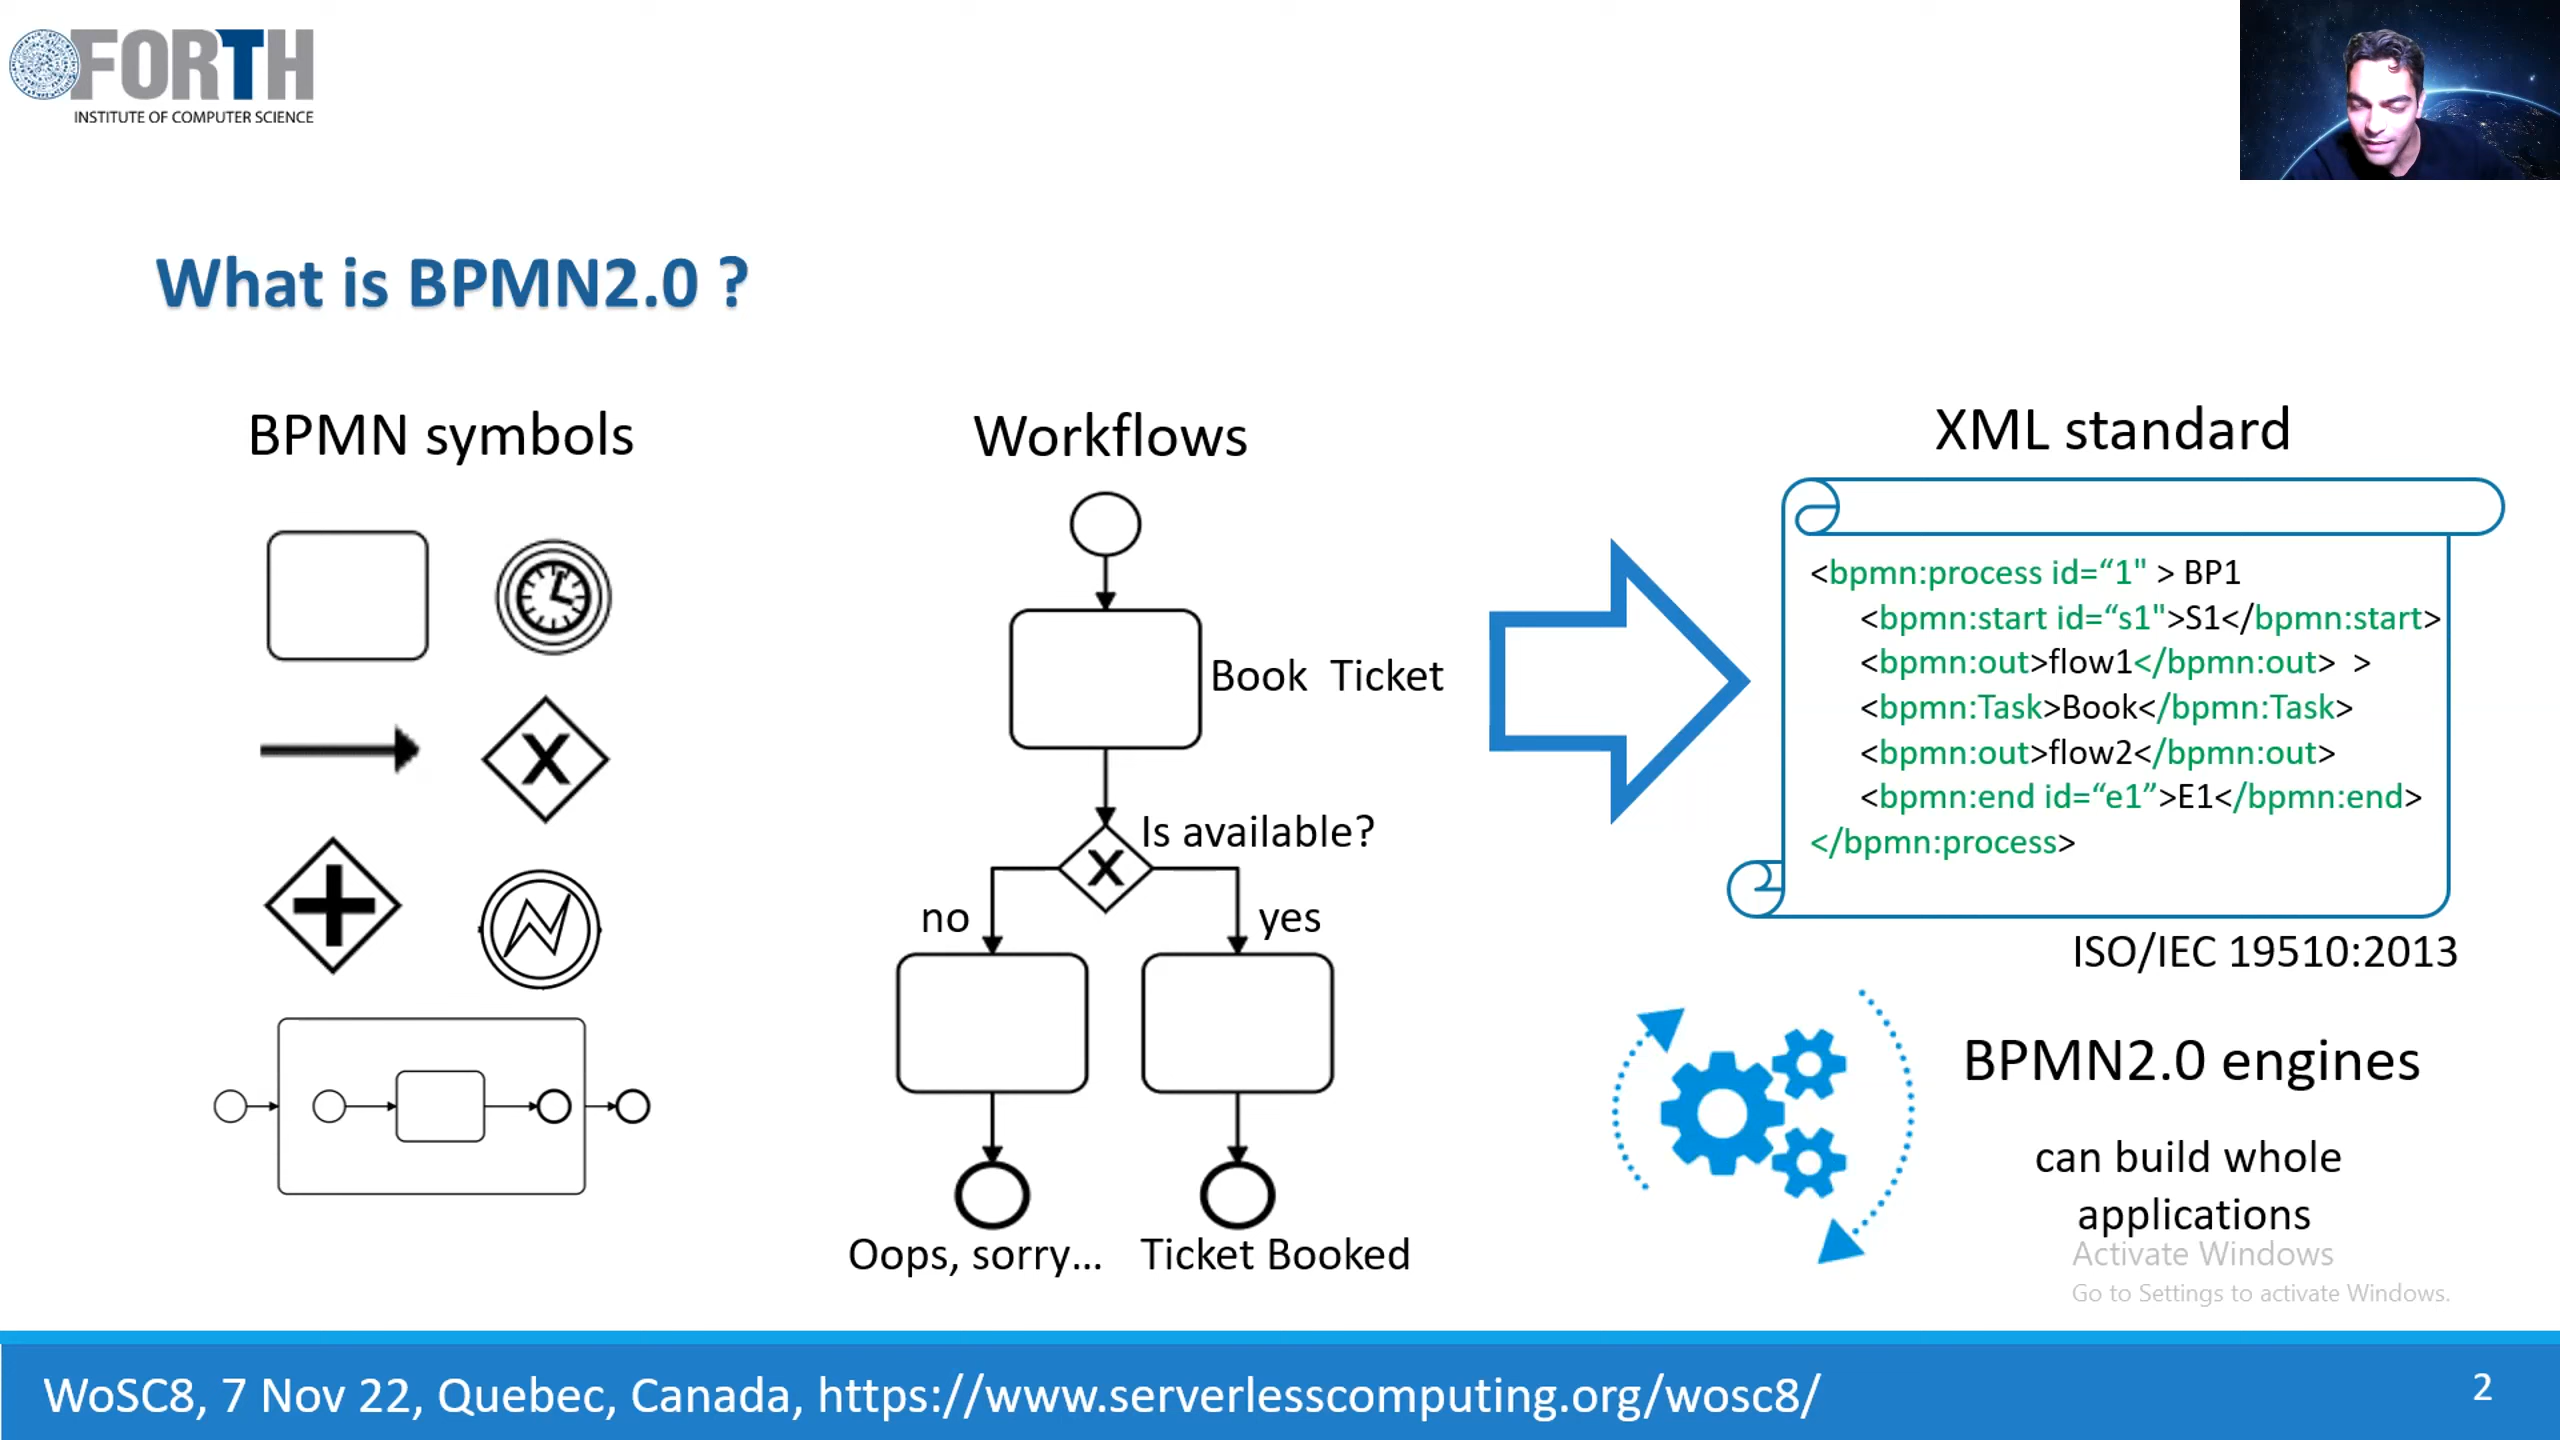 FORTH
INSTITUTE OF COMPUTER SCIENCE
What is BPMN2.0 ?
BPMN symbols
X
Workflows
Book Ticket
Is available?
X
no
yes
Oops, sorry...
Ticket Booked
XML standard
<bpmn:process id=“1" > BP1
<bpmn:start id=“s1">S1</bpmn:start>
<bpmn:out>flow1</bpmn:out> >
<bpmn:Task>Book</bpmn:Task>
<bpmn:out>flow2</bpmn:out>
<bpmn:end id=“e1”>E1</bpmn:end>
</bpmn:process>
ISO/IEC 19510:2013
BPMN2.0 engines
can build whole
applications
Activate Windows
Go to Settings to activate Windows.
WoSC8, 7 Nov 22, Quebec, Canada, https://www.serverlesscomputing.org/wosc8/
2